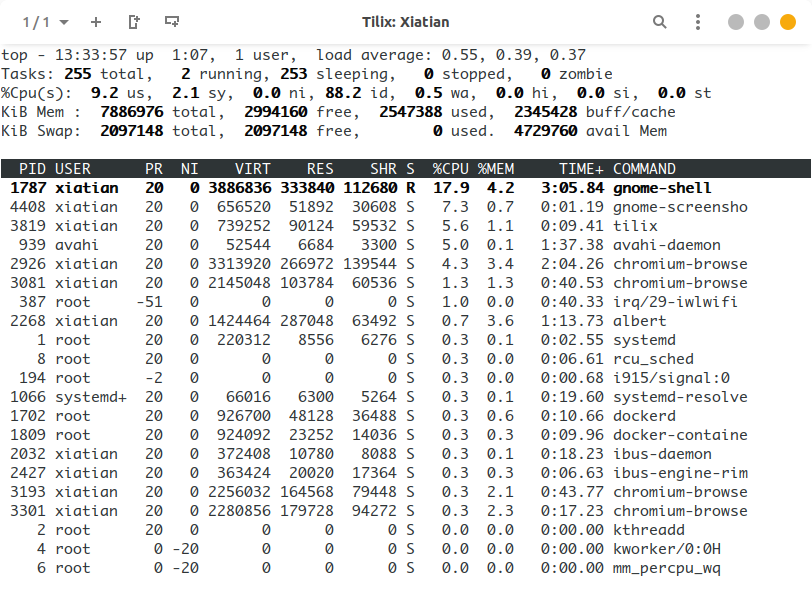 1 / 1
Tilix: Xiatian
top - 13:33:57 up  1:07,  1 user,  load average: 0.55, 0.39, 0.37
Tasks: 255 total,   2 running, 253 sleeping,   0 stopped,   0 zombie
%Cpu(s):  9.2 us,  2.1 sy,  0.0 ni, 88.2 id,  0.5 wa,  0.0 hi,  0.0 si,  0.0 st
KiB Mem :  7886976 total,  2994160 free,  2547388 used,  2345428 buff/cache
KiB Swap:  2097148 total,  2097148 free,        0 used.  4729760 avail Mem
  PID USER      PR  NI    VIRT    RES    SHR S  %CPU %MEM     TIME+ COMMAND
 1787 xiatian   20   0 3886836 333840 112680 R  17.9  4.2   3:05.84 gnome-shell
 4408 xiatian   20   0  656520  51892  30608 S   7.3  0.7   0:01.19 gnome-screensho
 3819 xiatian   20   0  739252  90124  59532 S   5.6  1.1   0:09.41 tilix
  939 avahi     20   0   52544   6684   3300 S   5.0  0.1   1:37.38 avahi-daemon
 2926 xiatian   20   0 3313920 266972 139544 S   4.3  3.4   2:04.26 chromium-browse
 3081 xiatian   20   0 2145048 103784  60536 S   1.3  1.3   0:40.53 chromium-browse
  387 root     -51   0       0      0      0 S   1.0  0.0   0:40.33 irq/29-iwlwifi
 2268 xiatian   20   0 1424464 287048  63492 S   0.7  3.6   1:13.73 albert
    1 root      20   0  220312   8556   6276 S   0.3  0.1   0:02.55 systemd
    8 root      20   0       0      0      0 S   0.3  0.0   0:06.61 rcu_sched
  194 root      -2   0       0      0      0 S   0.3  0.0   0:00.68 i915/signal:0
 1066 systemd+  20   0   66016   6300   5264 S   0.3  0.1   0:19.60 systemd-resolve
 1702 root      20   0  926700  48128  36488 S   0.3  0.6   0:10.66 dockerd
 1809 root      20   0  924092  23252  14036 S   0.3  0.3   0:09.96 docker-containe
 2032 xiatian   20   0  372408  10780   8088 S   0.3  0.1   0:18.23 ibus-daemon
 2427 xiatian   20   0  363424  20020  17364 S   0.3  0.3   0:06.63 ibus-engine-rim
 3193 xiatian   20   0 2256032 164568  79448 S   0.3  2.1   0:43.77 chromium-browse
 3301 xiatian   20   0 2280856 179728  94272 S   0.3  2.3   0:17.23 chromium-browse
    2 root      20   0       0      0      0 S   0.0  0.0   0:00.00 kthreadd
    4 root       0 -20       0      0      0 S   0.0  0.0   0:00.00 kworker/0:0H
    6 root       0 -20       0      0      0 S   0.0  0.0   0:00.00 mm_percpu_wq